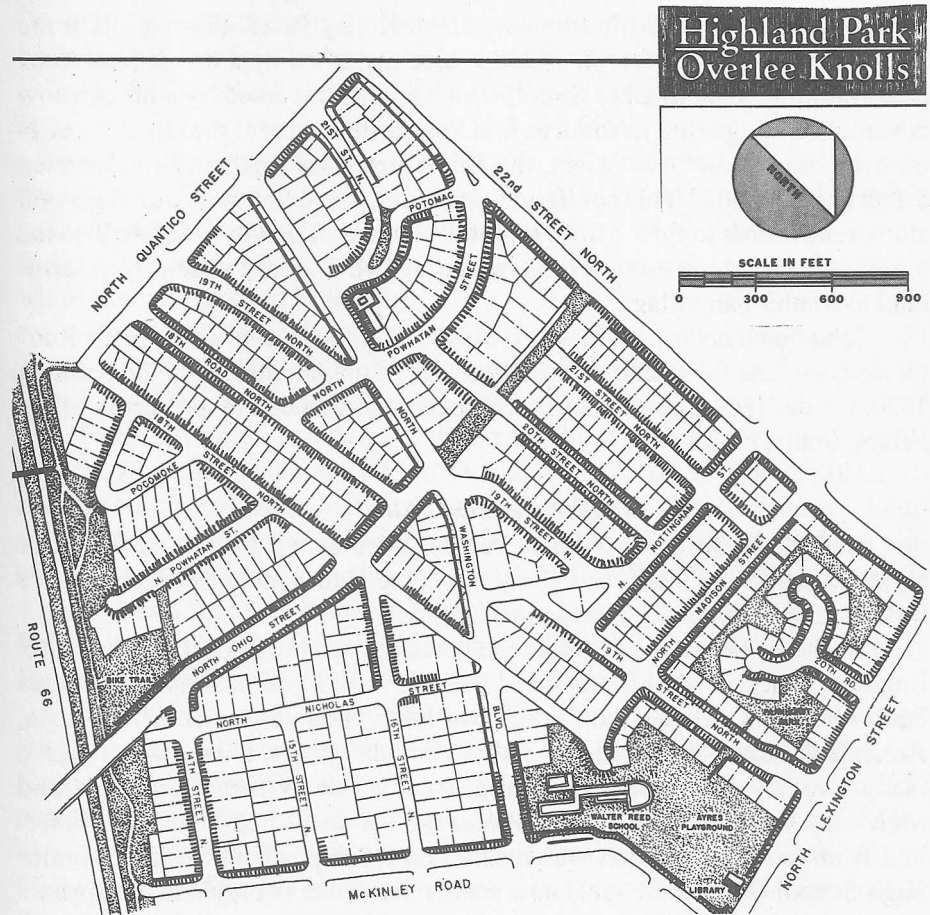 Highland Park
Overlee Knolls
NORTH
SCALE IN FEET
0 300 600 900
NORTH QUANTICO STREET
21ST ST. N.
POTOMAC
22nd STREET NORTH
STREET
POWHATAN
19TH STREET NORTH
18TH ROAD NORTH
NORTH
NORTH
18TH STREET NORTH
POCOMOKE
N. POWHATAN ST.
21ST STREET NORTH
20TH STREET NORTH
19TH STREET N.
WASHINGTON
BLVD.
N. NOTTINGHAM ST.
NORTH MADISON STREET
19TH STREET NORTH
20TH RD
PARK
ROUTE 66
BIKE TRAILS
NORTH OHIO STREET
NORTH NICHOLAS STREET
14TH STREET N.
15TH STREET N.
16TH STREET N.
WALTER REED SCHOOL
AYRES PLAYGROUND
LIBRARY
NORTH LEXINGTON STREET
McKINLEY ROAD